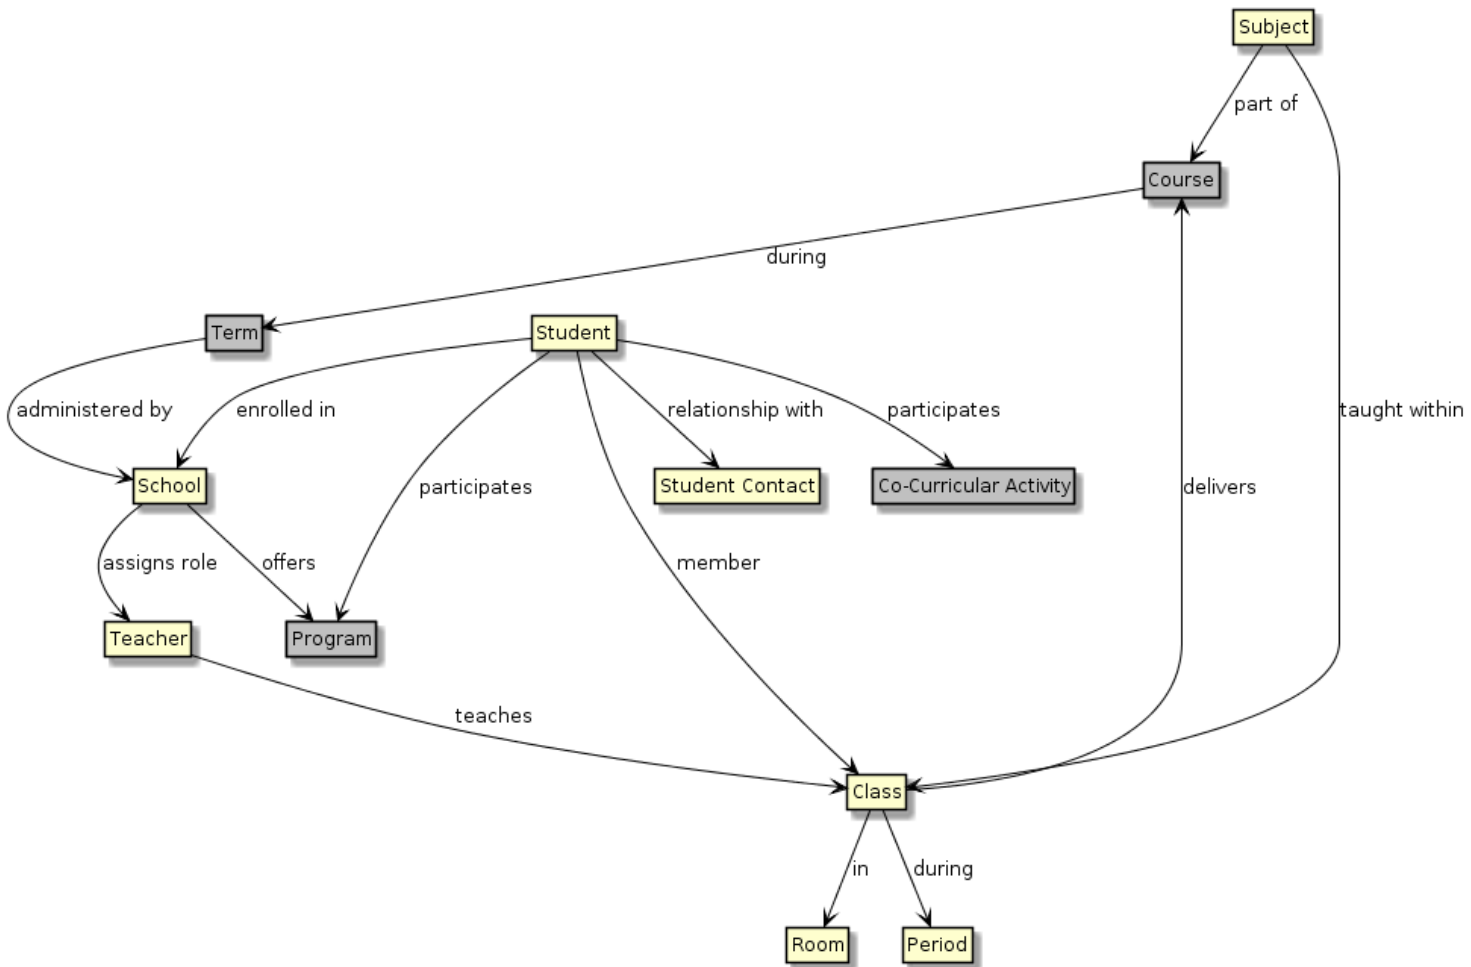 Subject
part of
Course
during
Term
Student
administered by
enrolled in
relationship with
participates
taught within
School
participates
Student Contact
Co-Curricular Activity
delivers
assigns role
offers
member
Teacher
Program
teaches
Class
in
during
Room
Period